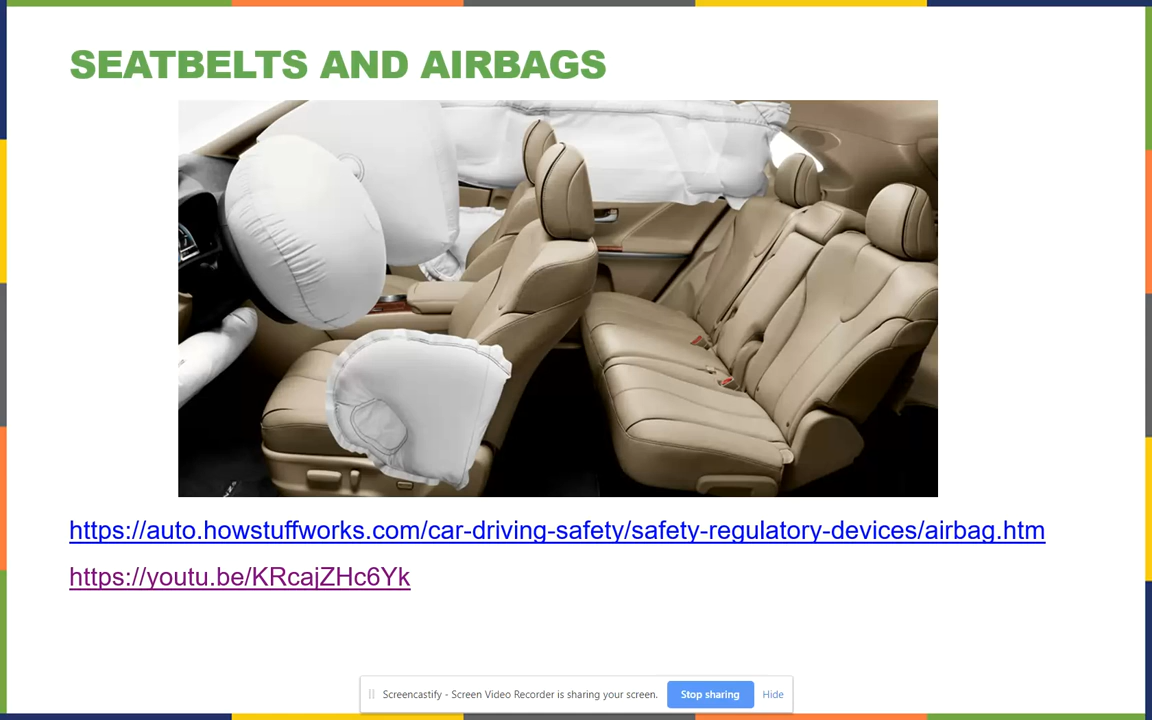 SEATBELTS AND AIRBAGS
https://auto.howstuffworks.com/car-driving-safety/safety-regulatory-devices/airbag.htm
https://youtu.be/KRcajZHc6Yk
Screencastify - Screen Video Recorder is sharing your screen. Stop sharing Hide